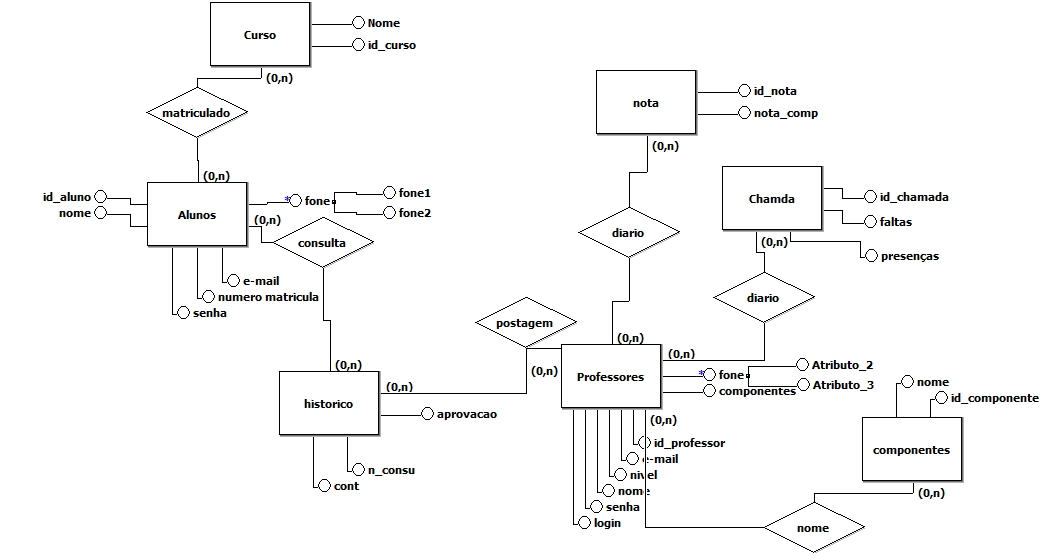 Nome
Curso
id_curso
(0,n)
id_nota
nota
matriculado
nota_comp
(0,n)
(0,n)
fone1
id_aluno
Chamda
id_chamada
fone
*
nome
Alunos
fone2
(0,n)
faltas
diario
consulta
(0,n)
presenças
e-mail
numero matricula
diario
senha
postagem
(0,n)
(0,n)
(0,n)
Atributo_2
(0,n)
Professores
*
fone
nome
(0,n)
Atributo_3
componentes
id_componente
historico
aprovacao
(0,n)
id_professor
componentes
e-mail
n_consu
nivel
cont
nome
(0,n)
senha
login
nome